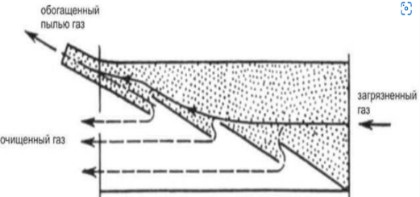 обогащенный
пылью газ
загрязненный
газ
очищенный газ